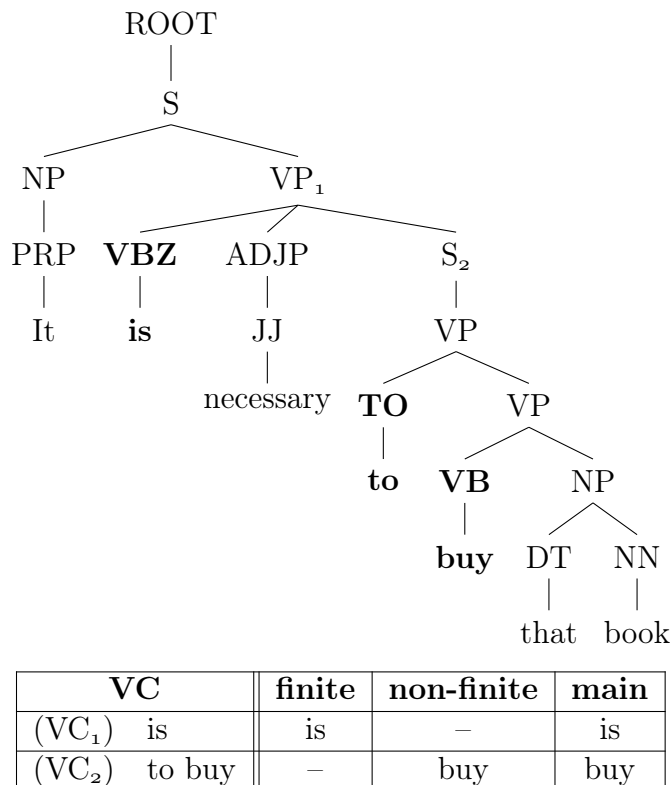 ROOT
S
NP VP₁
PRP VBZ ADJP S₂
It is JJ VP
necessary TO VP
to VB NP
buy DT NN
that book
VC finite non-finite main
(VC₁) is is – is
(VC₂) to buy – buy buy